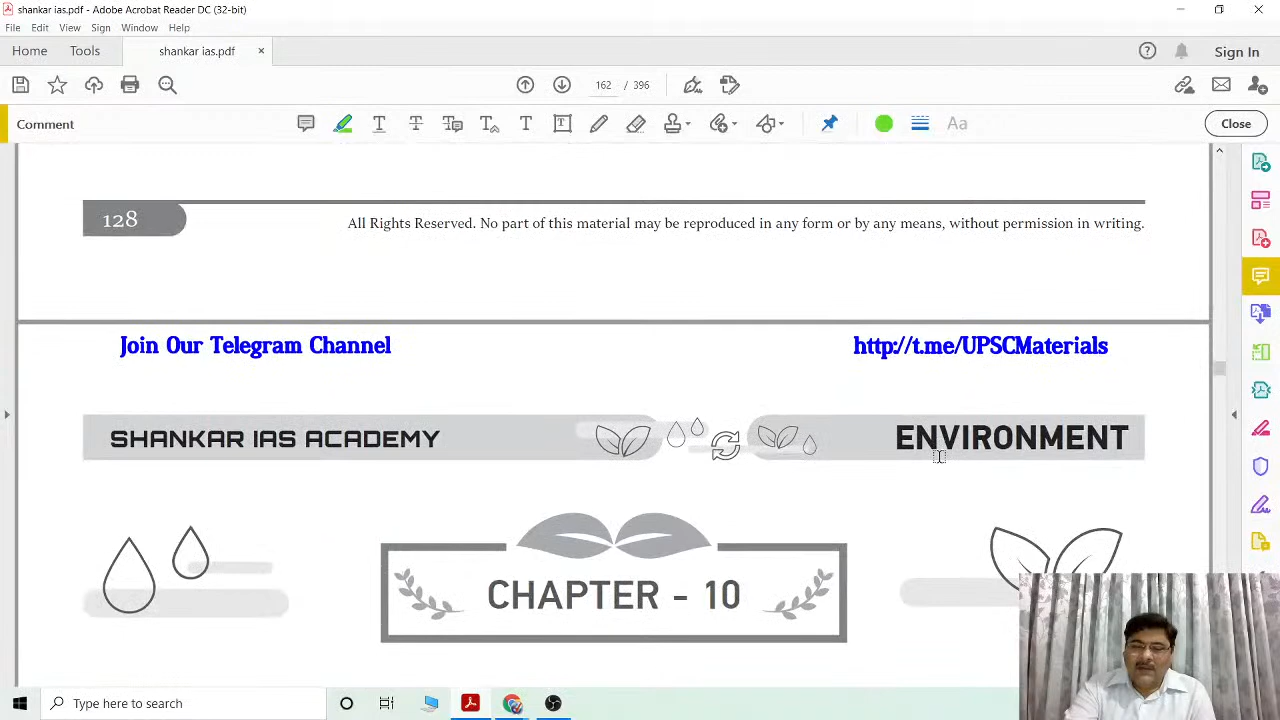 shankar ias.pdf - Adobe Acrobat Reader DC (32-bit)
File Edit View Sign Window Help
Home Tools shankar ias.pdf × Sign In
162 / 396
Comment Aa Close
128 All Rights Reserved. No part of this material may be reproduced in any form or by any means, without permission in writing.
Join Our Telegram Channel http://t.me/UPSCMaterials
SHANKAR IAS ACADEMY ENVIRONMENT
CHAPTER - 10
Type here to search